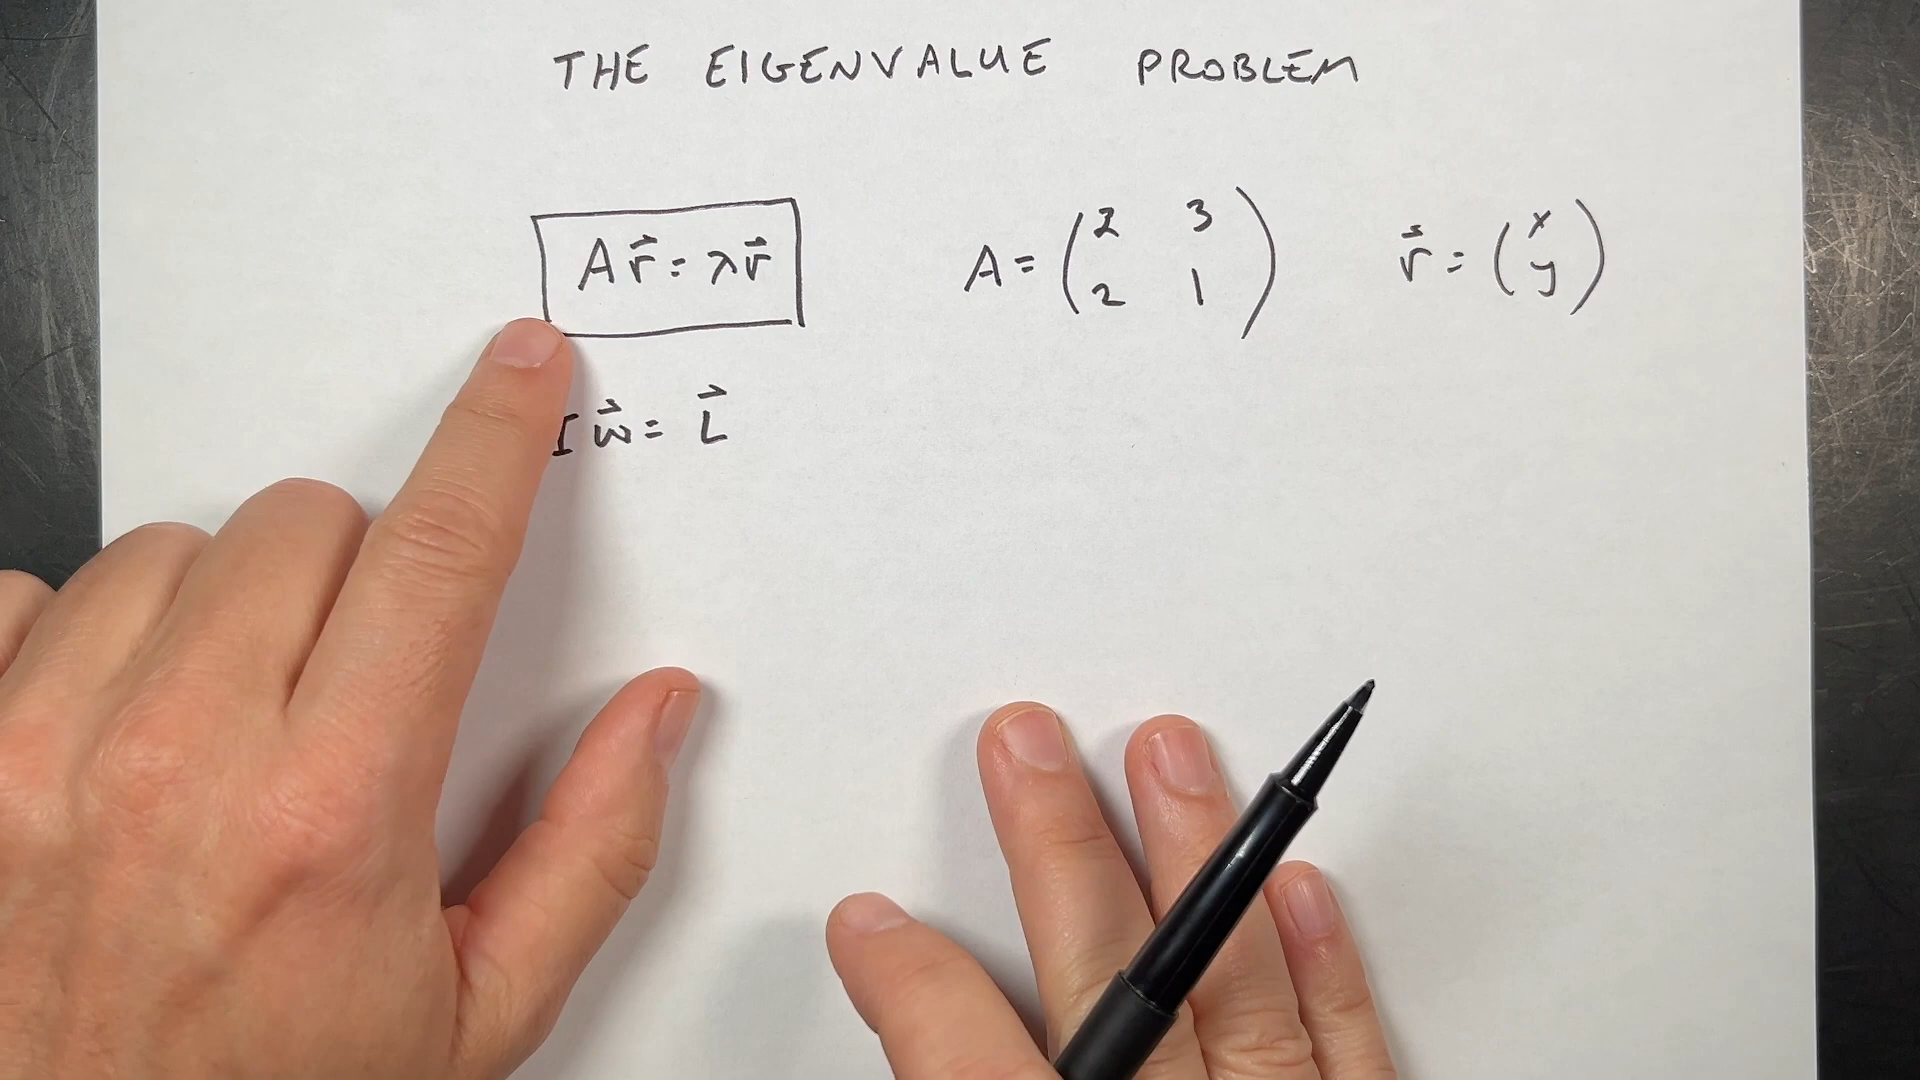 THE EIGENVALUE PROBLEM
A r⃗ = λ r⃗
A = ( 2 3
2 1 )
r⃗ = ( x
y )
I ω⃗ = L⃗